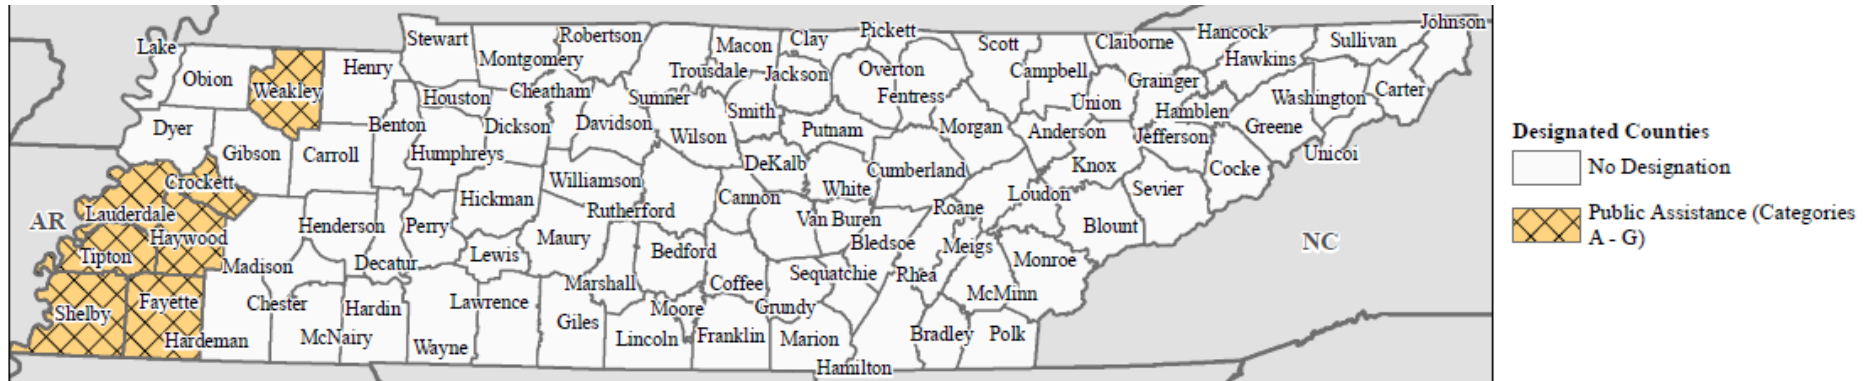 Lake
Obion
Weakley
Henry
Stewart
Montgomery
Robertson
Sumner
Macon
Trousdale
Clay
Jackson
Pickett
Overton
Fentress
Scott
Campbell
Claiborne
Hancock
Hawkins
Sullivan
Johnson
Carter
Washington
Unicoi
Greene
Hamblen
Grainger
Union
Jefferson
Cocke
Sevier
Knox
Anderson
Morgan
Cumberland
Putnam
Smith
Wilson
Davidson
Cheatham
Dickson
Houston
Humphreys
Benton
Carroll
Gibson
Dyer
Crockett
Lauderdale
Haywood
Tipton
Shelby
Fayette
Hardeman
Madison
Chester
McNairy
Henderson
Decatur
Hardin
Perry
Wayne
Lewis
Hickman
Lawrence
Williamson
Maury
Giles
Marshall
Rutherford
Bedford
Lincoln
Moore
Cannon
DeKalb
White
Van Buren
Coffee
Franklin
Grundy
Marion
Sequatchie
Bledsoe
Hamilton
Rhea
Meigs
Roane
Loudon
Blount
Monroe
McMinn
Bradley
Polk
AR
NC
Designated Counties
No Designation
Public Assistance (Categories
A - G)